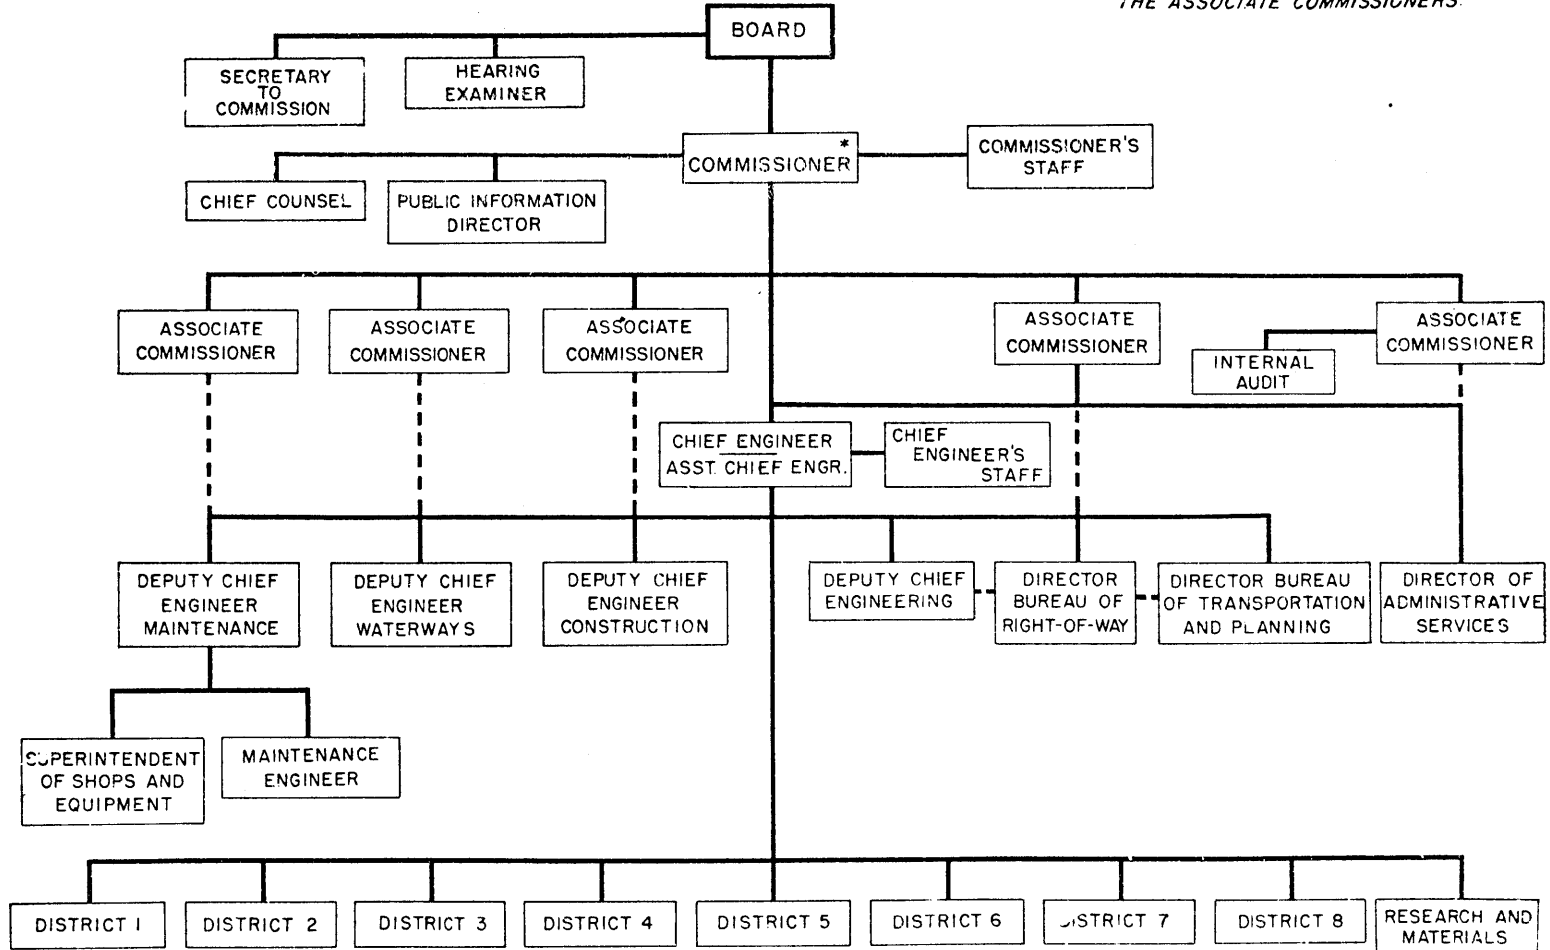 THE ASSOCIATE COMMISSIONERS.
BOARD
SECRETARY
TO
COMMISSION
HEARING
EXAMINER
*
COMMISSIONER
COMMISSIONER'S
STAFF
CHIEF COUNSEL
PUBLIC INFORMATION
DIRECTOR
ASSOCIATE
COMMISSIONER
ASSOCIATE
COMMISSIONER
ASSOCIATE
COMMISSIONER
ASSOCIATE
COMMISSIONER
ASSOCIATE
COMMISSIONER
INTERNAL
AUDIT
CHIEF ENGINEER
ASST. CHIEF ENGR.
CHIEF
ENGINEER'S
STAFF
DEPUTY CHIEF
ENGINEER
MAINTENANCE
DEPUTY CHIEF
ENGINEER
WATERWAYS
DEPUTY CHIEF
ENGINEER
CONSTRUCTION
DEPUTY CHIEF
ENGINEERING
DIRECTOR
BUREAU OF
RIGHT-OF-WAY
DIRECTOR BUREAU
OF TRANSPORTATION
AND PLANNING
DIRECTOR OF
ADMINISTRATIVE
SERVICES
SUPERINTENDENT
OF SHOPS AND
EQUIPMENT
MAINTENANCE
ENGINEER
DISTRICT 1
DISTRICT 2
DISTRICT 3
DISTRICT 4
DISTRICT 5
DISTRICT 6
DISTRICT 7
DISTRICT 8
RESEARCH AND
MATERIALS